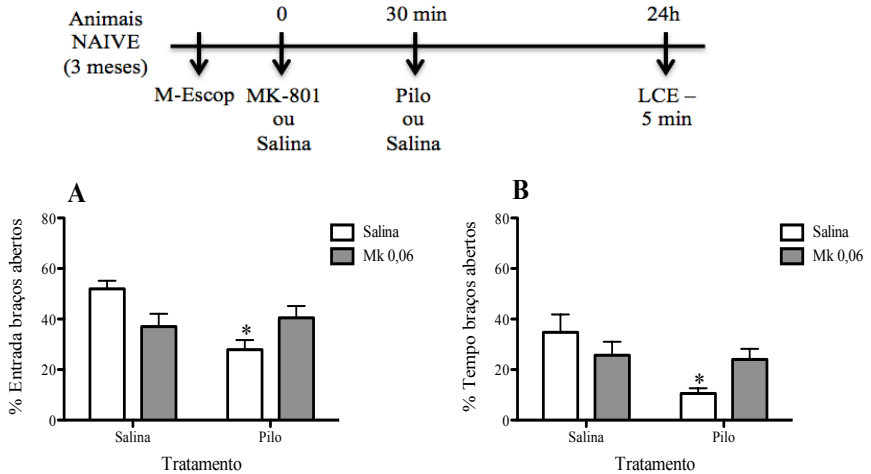 Animais
NAIVE
(3 meses)
0
30 min
24h
M-Escop
MK-801
ou
Salina
Pilo
ou
Salina
LCE –
5 min
A
% Entrada braços abertos
80
60
40
20
0
*
Salina
Pilo
Tratamento
Salina
Mk 0,06
B
% Tempo braços abertos
80
60
40
20
0
*
Salina
Pilo
Tratamento
Salina
Mk 0,06